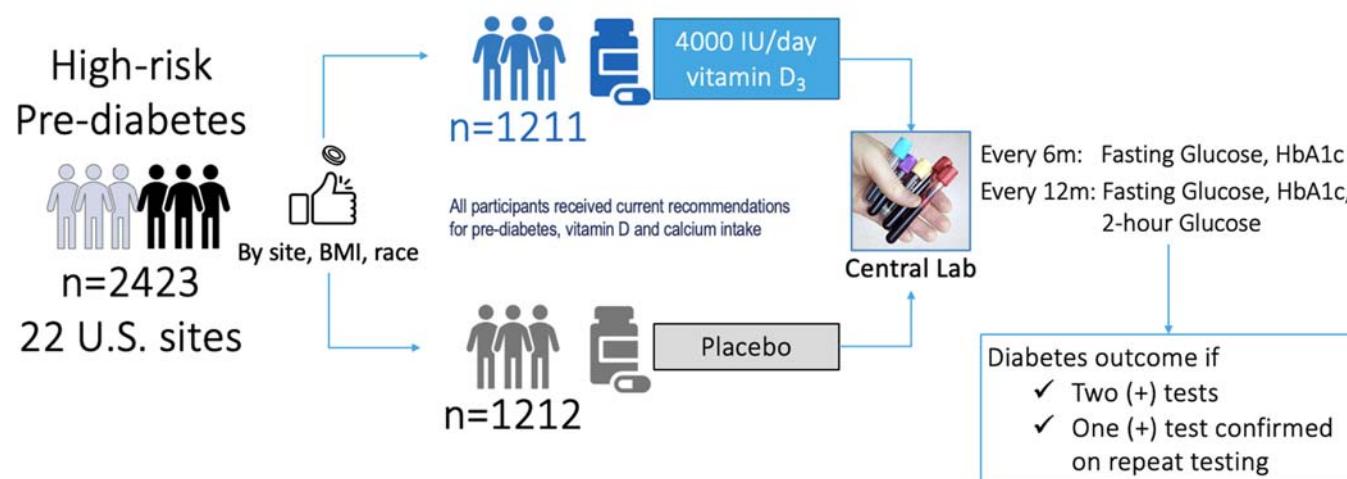 High-risk
Pre-diabetes
n=2423
22 U.S. sites
By site, BMI, race
n=1211
4000 IU/day
vitamin D₃
All participants received current recommendations
for pre-diabetes, vitamin D and calcium intake
n=1212
Placebo
Central Lab
Every 6m: Fasting Glucose, HbA1c
Every 12m: Fasting Glucose, HbA1c,
2-hour Glucose
Diabetes outcome if
✓ Two (+) tests
✓ One (+) test confirmed
on repeat testing